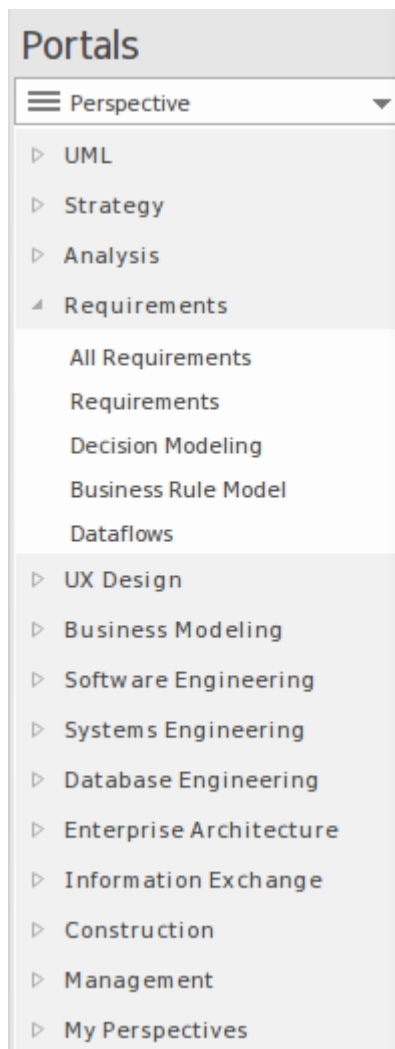 Portals
Perspective
UML
Strategy
Analysis
Requirements
All Requirements
Requirements
Decision Modeling
Business Rule Model
Dataflows
UX Design
Business Modeling
Software Engineering
Systems Engineering
Database Engineering
Enterprise Architecture
Information Exchange
Construction
Management
My Perspectives